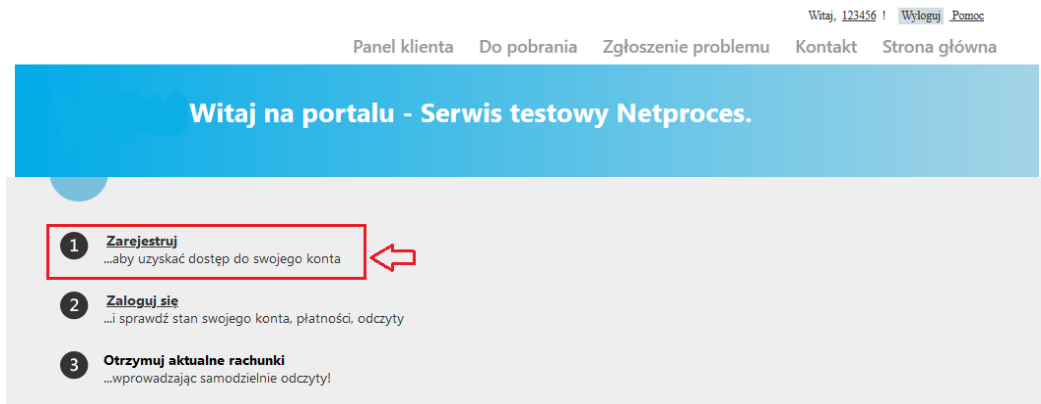 Witaj, 123456 ! Wyloguj Pomoc
Panel klienta Do pobrania Zgłoszenie problemu Kontakt Strona główna
Witaj na portalu - Serwis testowy Netproces.
1 Zarejestruj
...aby uzyskać dostęp do swojego konta
2 Zaloguj się
...i sprawdź stan swojego konta, płatności, odczyty
3 Otrzymuj aktualne rachunki
...wprowadzając samodzielnie odczyty!